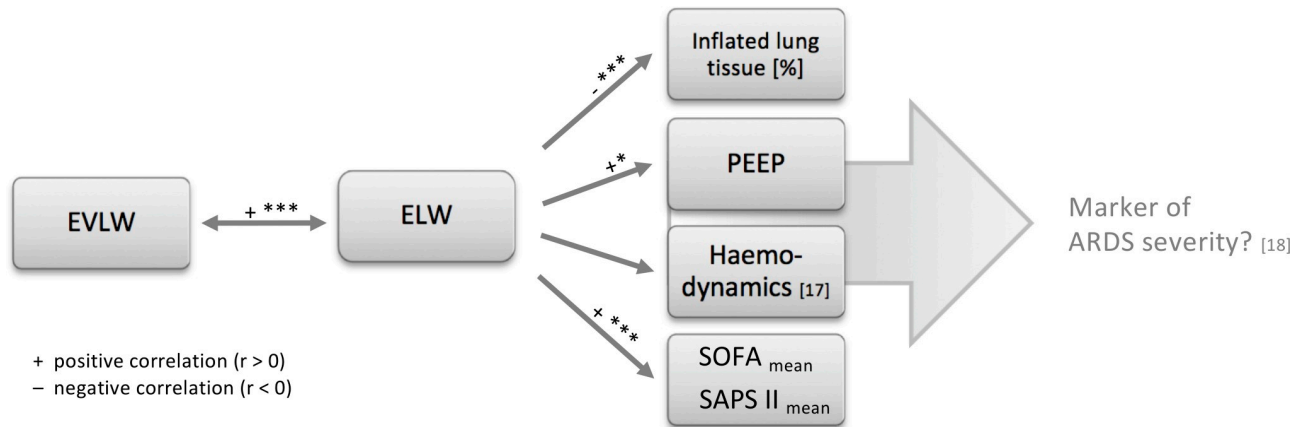 EVLW
+ ***
ELW
- ***
+*
+ ***
Inflated lung
tissue [%]
PEEP
Haemo-
dynamics [17]
SOFA mean
SAPS II mean
Marker of
ARDS severity? [18]
+ positive correlation (r > 0)
– negative correlation (r < 0)